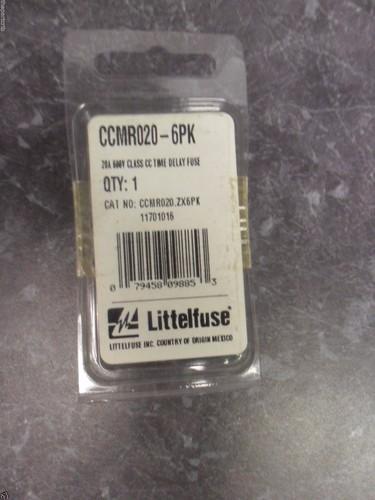 CCMR020-6PK
20A 600V CLASS CC TIME DELAY FUSE
QTY: 1
CAT NO: CCMR020.ZX6PK
11701016
0 79458 09885 3
Littelfuse®
LITTELFUSE INC. COUNTRY OF ORIGIN MEXICO